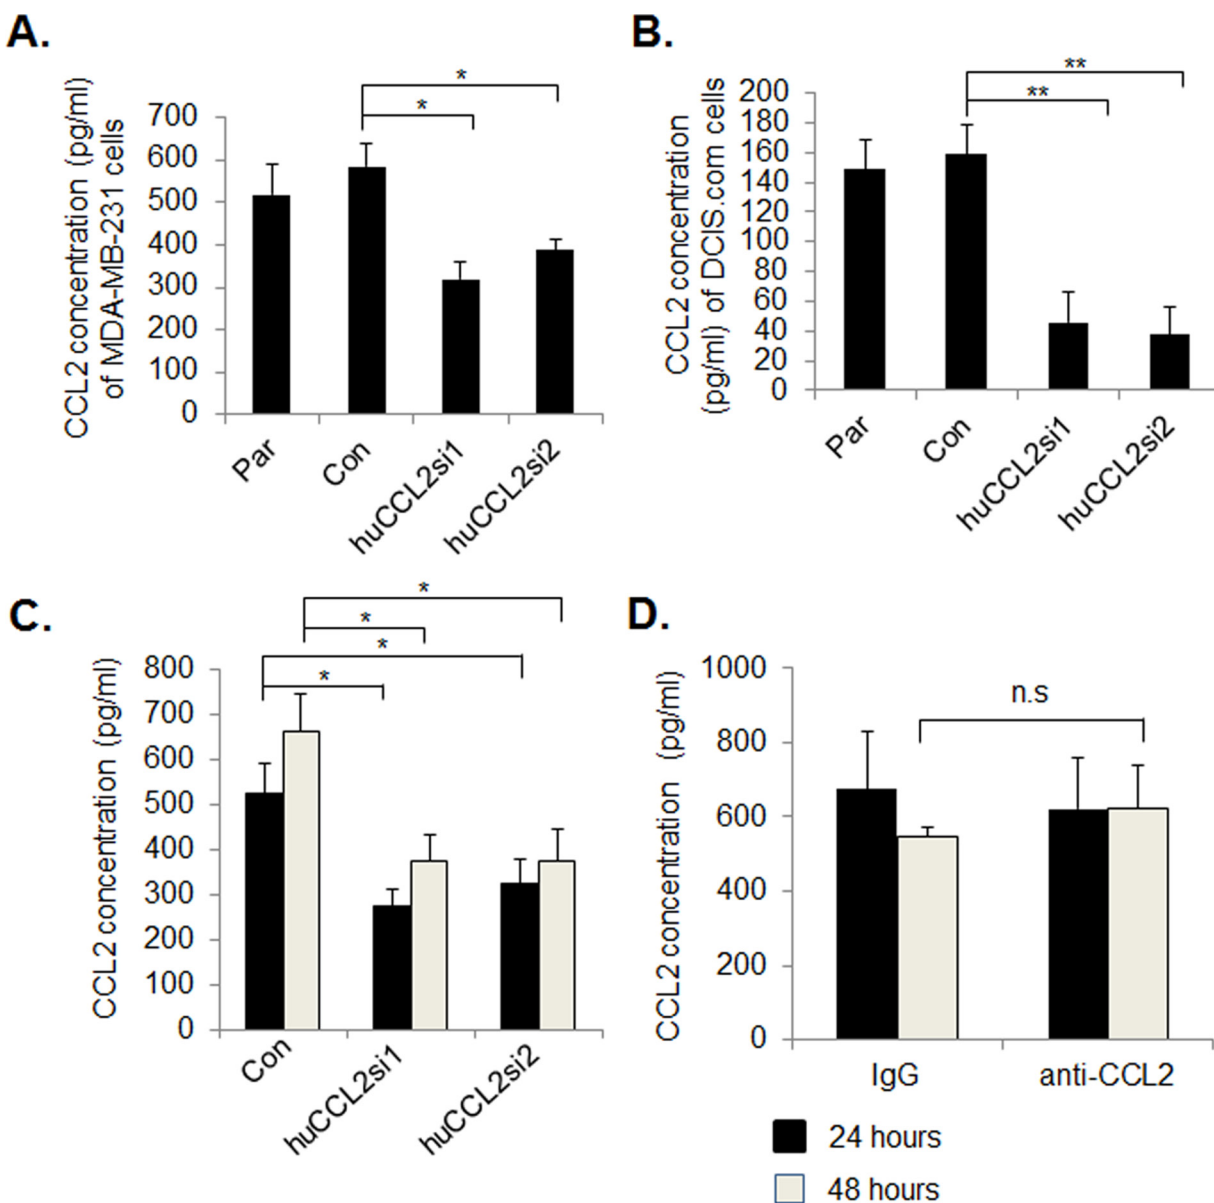 A.
CCL2 concentration (pg/ml)
of MDA-MB-231 cells
700
600
500
400
300
200
100
0
*
*
Par
Con
huCCL2si1
huCCL2si2
B.
CCL2 concentration
(pg/ml) of DCIS.com cells
200
180
160
140
120
100
80
60
40
20
0
**
**
Par
Con
huCCL2si1
huCCL2si2
C.
CCL2 concentration (pg/ml)
800
700
600
500
400
300
200
100
0
*
*
*
*
Con
huCCL2si1
huCCL2si2
D.
CCL2 concentration (pg/ml)
1000
800
600
400
200
0
n.s
IgG
anti-CCL2
24 hours
48 hours